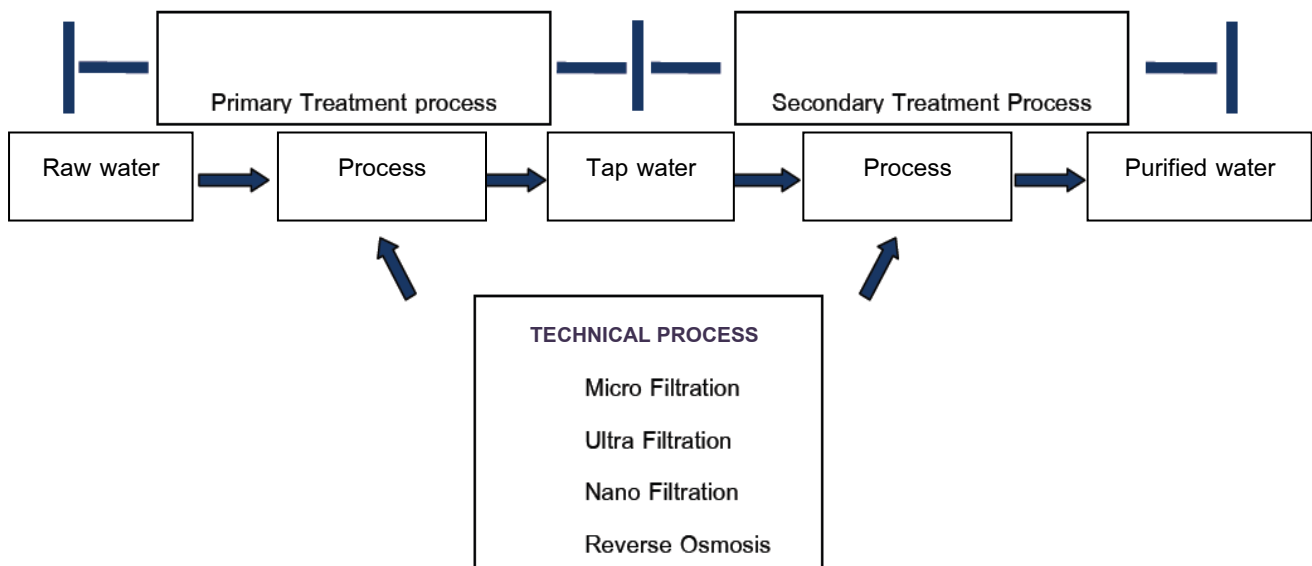 Primary Treatment process
Secondary Treatment Process
Raw water
Process
Tap water
Process
Purified water
TECHNICAL PROCESS
Micro Filtration
Ultra Filtration
Nano Filtration
Reverse Osmosis